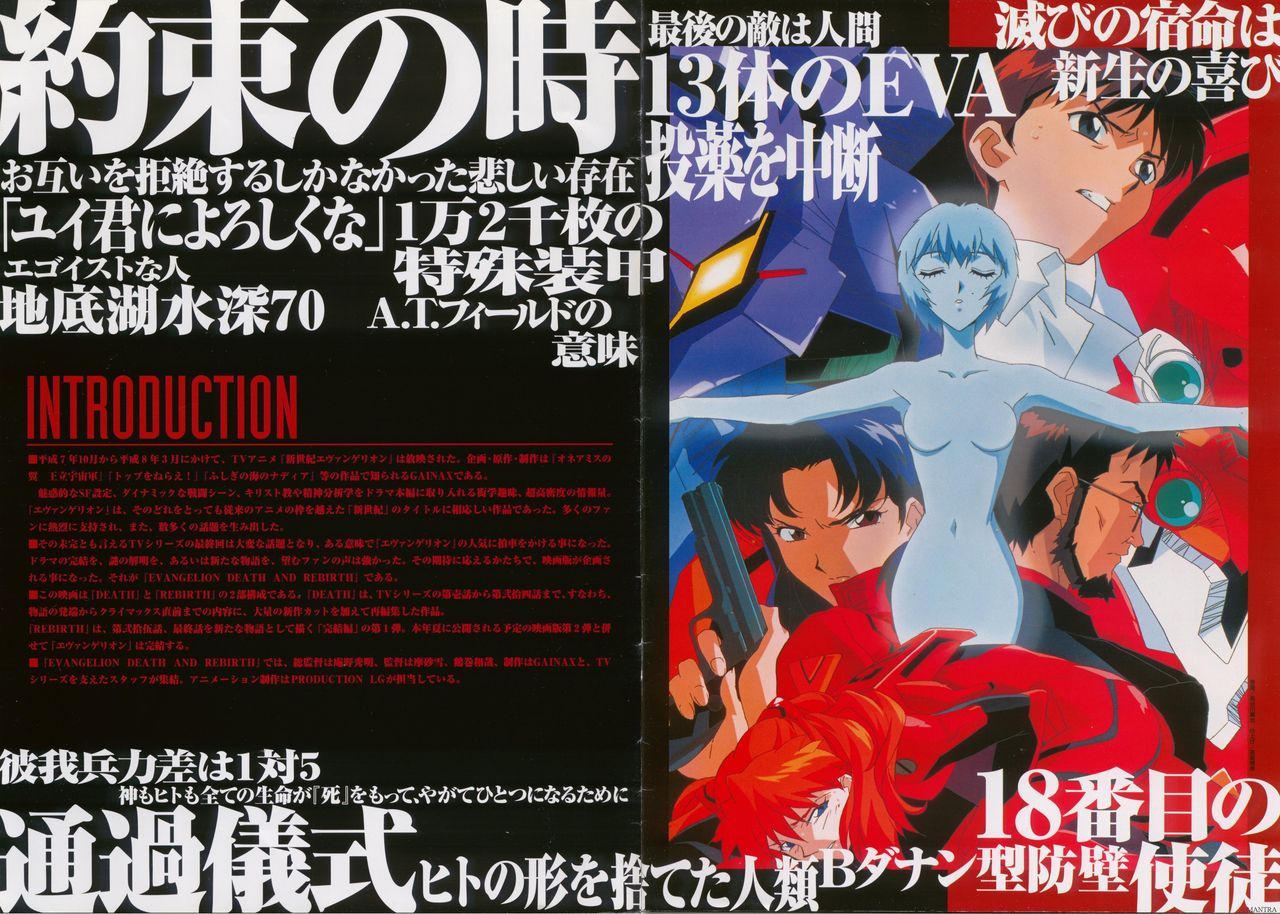 約束の時
お互いを拒絶するしかなかった悲しい存在
「ユイ君によろしくな」1万2千枚の
特殊装甲
エゴイストな人
地底湖水深70
A.T.フィールドの
意味
INTRODUCTION
■平成7年10月から平成8年3月にかけて、TVアニメ『新世紀エヴァンゲリオン』は放映された。企画・原作・制作は『オネアミスの
翼 王立宇宙軍』『トップをねらえ!』『ふしぎの海のナディア』等の作品で知られるGAINAXである。
魅惑的なSF設定、ダイナミックな戦闘シーン、キリスト教や精神分析学をドラマ本編に取り入れる衒学趣味、超高密度の情報量。
『エヴァンゲリオン』は、そのどれをとっても従来のアニメの枠を越えた「新世紀」のタイトルに相応しい作品であった。多くのファ
ンに熱烈に支持され、また、数多くの話題を生み出した。
■その未完とも言えるTVシリーズの最終回は大変な話題となり、ある意味で『エヴァンゲリオン』の人気に拍車をかける事になった。
ドラマの完結を、謎の解明を、あるいは新たな物語を、望むファンの声は強かった。その期待に応えるかたちで、映画版が企画さ
れる事になった。それが『EVANGELION DEATH AND REBIRTH』である。
■この映画は『DEATH』と『REBIRTH』の2部構成である。『DEATH』は、TVシリーズの第壱話から第弐拾四話まで、すなわち、
物語の発端からクライマックス直前までの内容に、大量の新作カットを加えて再編集した作品。
『REBIRTH』は、第弐拾伍話、最終話を新たな物語として描く「完結編」の第1弾。本年夏に公開される予定の映画版第2弾と併
せて『エヴァンゲリオン』は完結する。
■『EVANGELION DEATH AND REBIRTH』では、総監督は庵野秀明、監督は摩砂雪、鶴巻和哉、制作はGAINAXと、TV
シリーズを支えたスタッフが集結。アニメーション制作はPRODUCTION I.Gが担当している。
彼我兵力差は1対5
神もヒトも全ての生命が『死』をもって、やがてひとつになるために
通過儀式
ヒトの形を捨てた人類
最後の敵は人間
13体のEVA
投薬を中断
滅びの宿命は
新生の喜び
18番目の
使徒
Bダナン型防壁
MANTRA